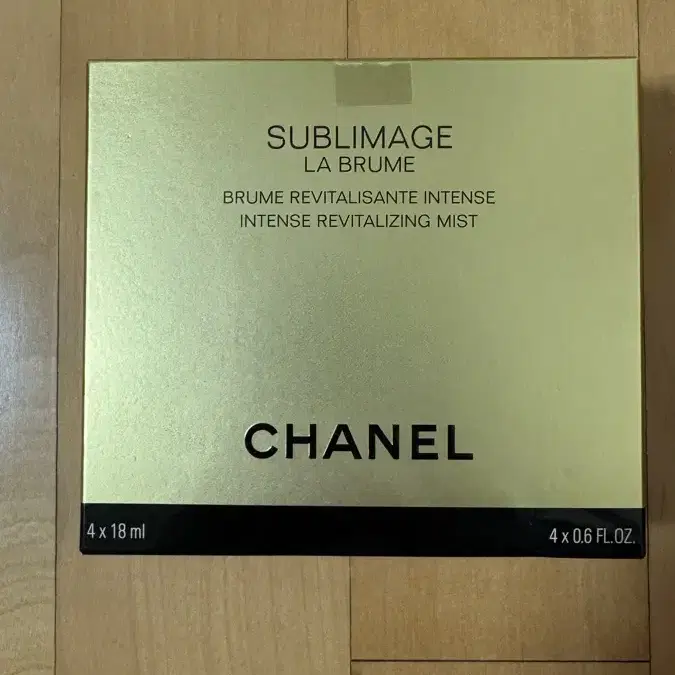 SUBLIMAGE
LA BRUME
BRUME REVITALISANTE INTENSE
INTENSE REVITALIZING MIST
CHANEL
4 x 18 ml
4 x 0.6 FL.OZ.